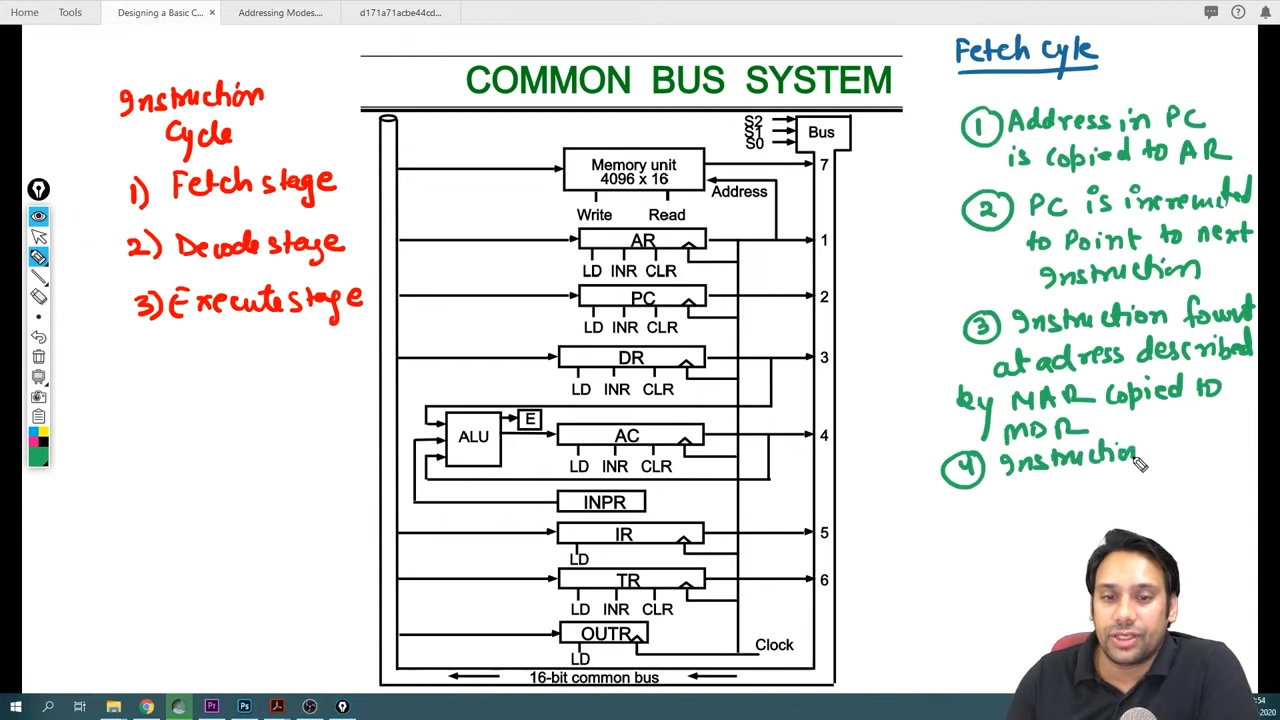 Home
Tools
Designing a Basic C... ×
Addressing Modes....
d171a71acbe44cd...
Instruction
Cycle
1) Fetch stage
2) Decode stage
3) Execute stage
COMMON BUS SYSTEM
S2
S1
S0
Bus
Memory unit
4096 x 16
7
Address
Write
Read
AR
1
LD INR CLR
PC
2
LD INR CLR
DR
3
LD INR CLR
E
ALU
AC
4
LD INR CLR
INPR
IR
5
LD
TR
6
LD INR CLR
OUTR
LD
Clock
16-bit common bus
Fetch Cyle
1 Address in PC
is copied to AR
2 PC is incremented
to Point to next
Instruction
3 Instruction fount
at adress described
by MAR copied to
MDR
4 Instruction